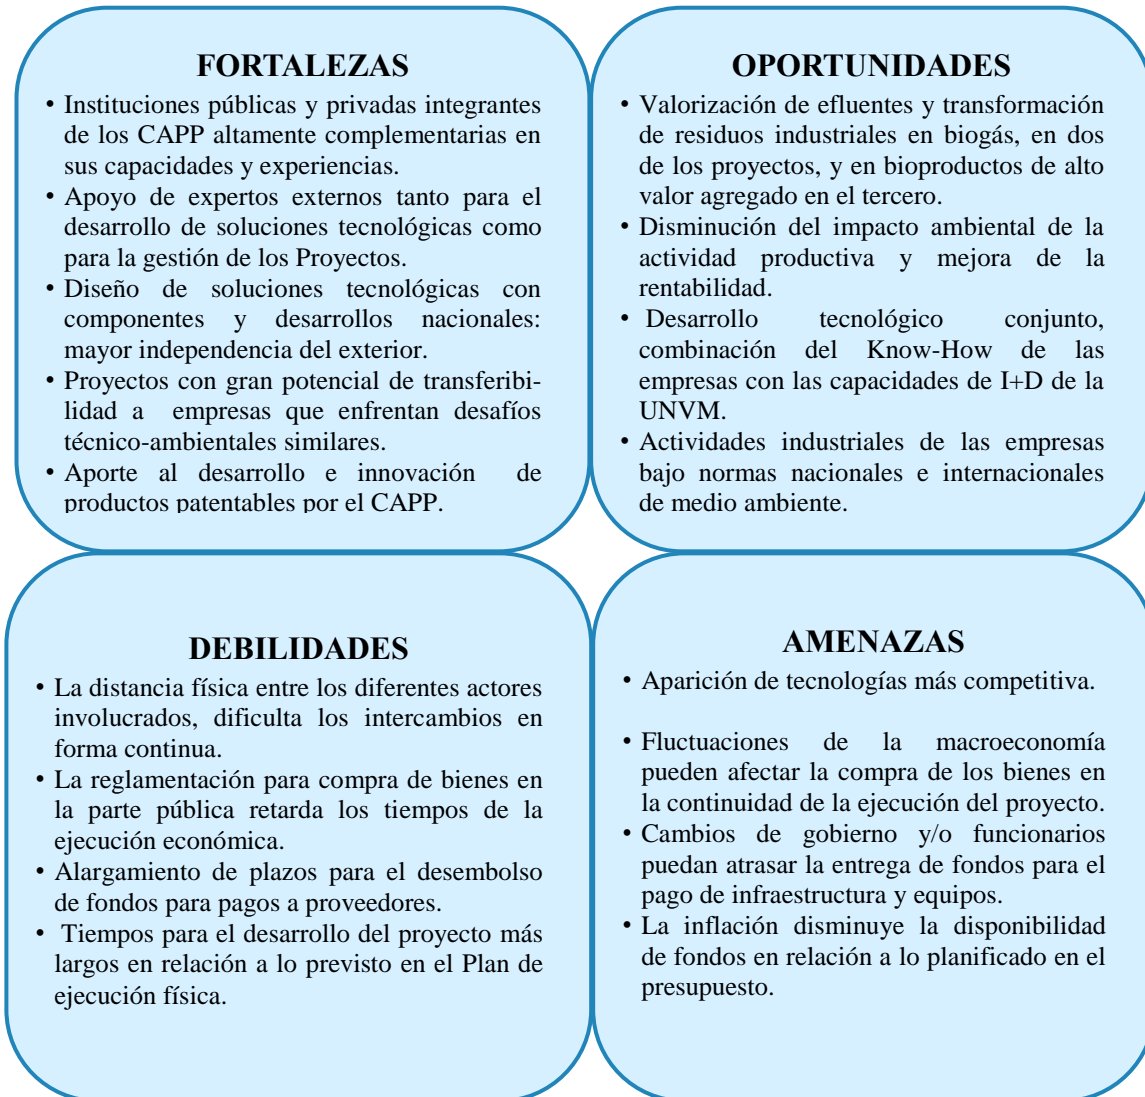 FORTALEZAS
• Instituciones públicas y privadas integrantes
de los CAPP altamente complementarias en
sus capacidades y experiencias.
• Apoyo de expertos externos tanto para el
desarrollo de soluciones tecnológicas como
para la gestión de los Proyectos.
• Diseño de soluciones tecnológicas con
componentes y desarrollos nacionales:
mayor independencia del exterior.
• Proyectos con gran potencial de transferibi-
lidad a empresas que enfrentan desafíos
técnico-ambientales similares.
• Aporte al desarrollo e innovación de
productos patentables por el CAPP.
OPORTUNIDADES
• Valorización de efluentes y transformación
de residuos industriales en biogás, en dos
de los proyectos, y en bioproductos de alto
valor agregado en el tercero.
• Disminución del impacto ambiental de la
actividad productiva y mejora de la
rentabilidad.
• Desarrollo tecnológico conjunto,
combinación del Know-How de las
empresas con las capacidades de I+D de la
UNVM.
• Actividades industriales de las empresas
bajo normas nacionales e internacionales
de medio ambiente.
DEBILIDADES
• La distancia física entre los diferentes actores
involucrados, dificulta los intercambios en
forma continua.
• La reglamentación para compra de bienes en
la parte pública retarda los tiempos de la
ejecución económica.
• Alargamiento de plazos para el desembolso
de fondos para pagos a proveedores.
• Tiempos para el desarrollo del proyecto más
largos en relación a lo previsto en el Plan de
ejecución física.
AMENAZAS
• Aparición de tecnologías más competitiva.
• Fluctuaciones de la macroeconomía
pueden afectar la compra de los bienes en
la continuidad de la ejecución del proyecto.
• Cambios de gobierno y/o funcionarios
puedan atrasar la entrega de fondos para el
pago de infraestructura y equipos.
• La inflación disminuye la disponibilidad
de fondos en relación a lo planificado en el
presupuesto.